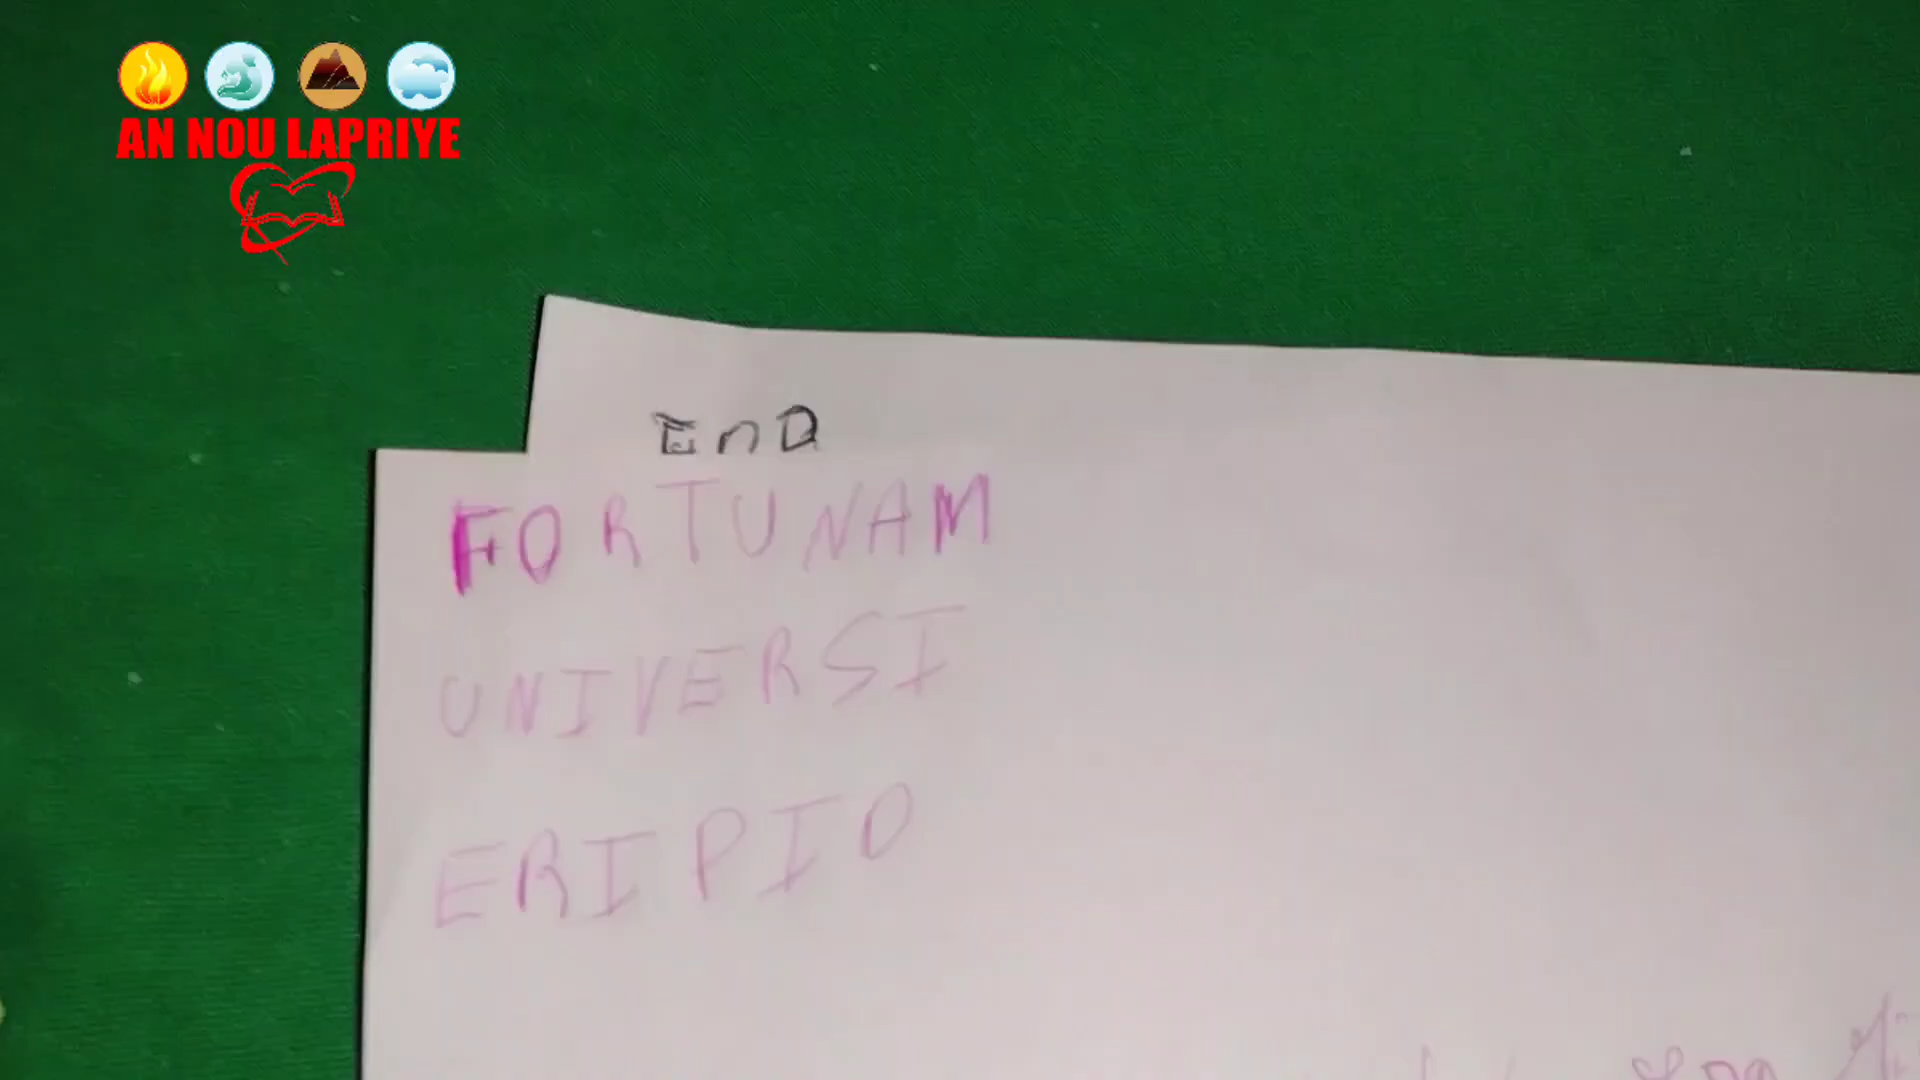 AN NOU LAPRIYE
EnD
FORTUNAM
UNIVERSI
ERIPIO